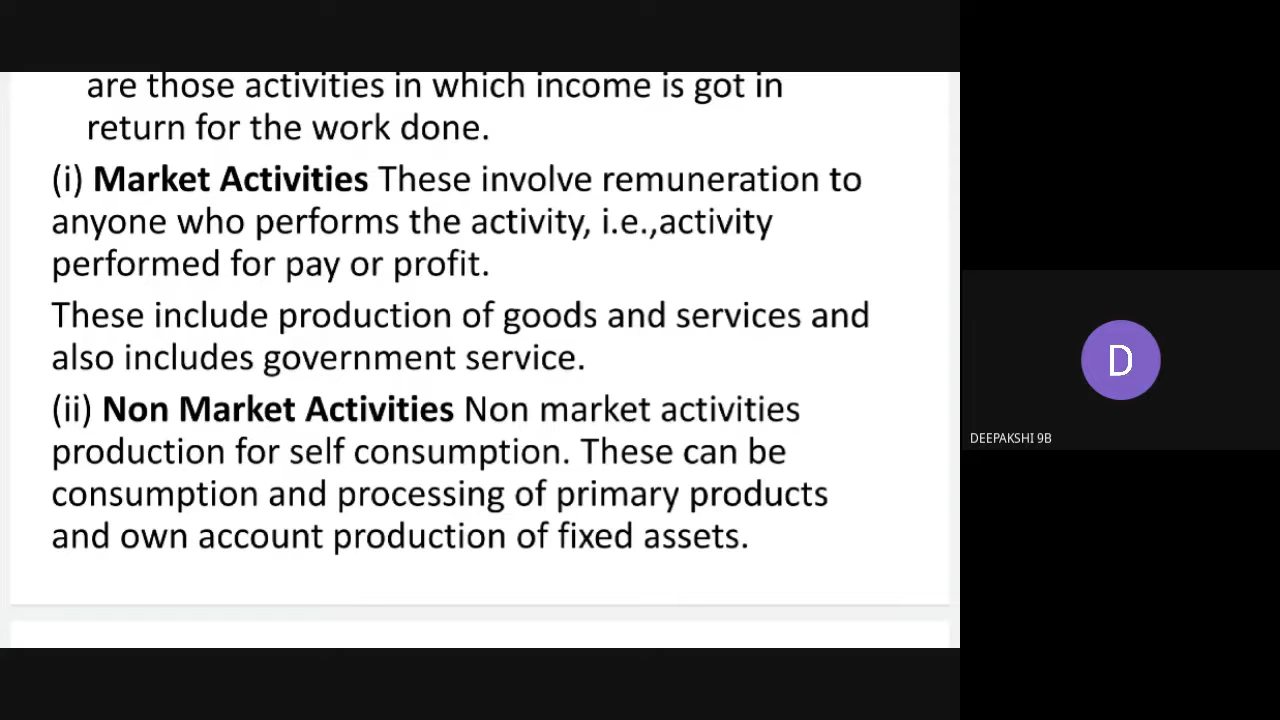 are those activities in which income is got in
return for the work done.
(i) Market Activities These involve remuneration to
anyone who performs the activity, i.e.,activity
performed for pay or profit.
These include production of goods and services and
also includes government service.
(ii) Non Market Activities Non market activities
production for self consumption. These can be
consumption and processing of primary products
and own account production of fixed assets.
D
DEEPAKSHI 9B